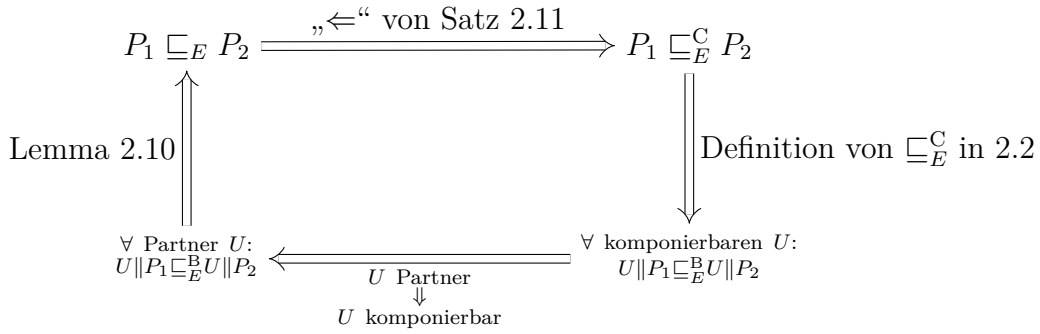 „⇐“ von Satz 2.11
P₁ ⊑_E P₂
P₁ ⊑_E^C P₂
Lemma 2.10
Definition von ⊑_E^C in 2.2
∀ Partner U:
U∥P₁⊑_E^B U∥P₂
∀ komponierbaren U:
U∥P₁⊑_E^B U∥P₂
U Partner
⇓
U komponierbar